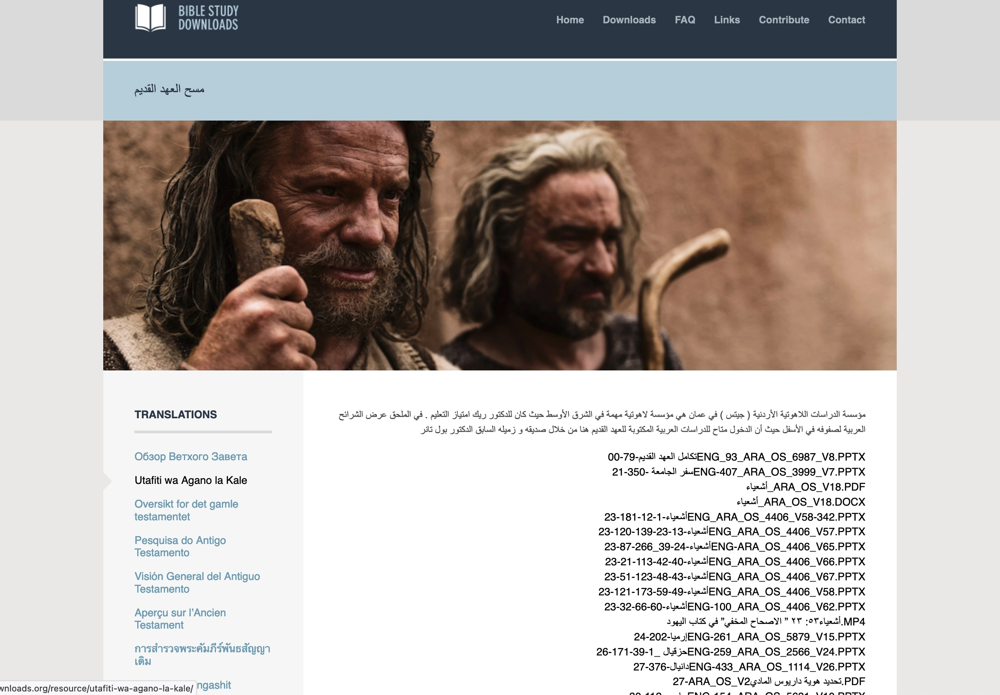 BIBLE STUDY
DOWNLOADS
Home
Downloads
FAQ
Links
Contribute
Contact
مسح العهد القديم
TRANSLATIONS
Обзор Ветхого Завета
Utafiti wa Agano la Kale
Oversikt for det gamle
testamentet
Pesquisa do Antigo
Testamento
Visión General del Antiguo
Testamento
Aperçu sur l’Ancien
Testament
การสำรวจพระคัมภีร์พันธสัญญา
เดิม
ngashit
wnloads.org/resource/utafiti-wa-agano-la-kale/
مؤسسة الدراسات اللاهوتية الأردنية ( جيتس ) في عمان هي مؤسسة لاهوتية مهمة في الشرق الأوسط حيث كان للدكتور ريك امتياز التعليم . في الملحق عرض الشرائح
العربية لصفوفه في الأسفل حيث أن الدخول متاح للدراسات العربية المكتوبة للعهد القديم هنا من خلال صديقه و زميله السابق الدكتور بول تانر
00-79-تكامل العهد القديمENG_93_ARA_OS_6987_V8.PPTX
21-350- سفر الجامعةENG-407_ARA_OS_3999_V7.PPTX
أشعياء_ARA_OS_V18.PDF
أشعياء_ARA_OS_V18.DOCX
23-181-12-1-أشعياءENG_ARA_OS_4406_V58-342.PPTX
23-120-139-23-13-أشعياءENG_ARA_OS_4406_V57.PPTX
23-87-266_39-24-أشعياءENG-ARA_OS_4406_V65.PPTX
23-21-113-42-40-أشعياءENG_ARA_OS_4406_V66.PPTX
23-51-123-48-43-أشعياءENG_ARA_OS_4406_V67.PPTX
23-121-173-59-49-أشعياءENG_ARA_OS_4406_V58.PPTX
23-32-66-60-أشعياءENG-100_ARA_OS_4406_V62.PPTX
MP4.أشعياء٥٣: ٢٣ ” الاصحاح المخفي” في كتاب اليهود
24-202-إرمياENG-261_ARA_OS_5879_V15.PPTX
26-171-39-1_ حزقيالENG-259_ARA_OS_2566_V24.PPTX
27-376-دانيالENG-433_ARA_OS_1114_V26.PPTX
27-ARA_OS_V2تحديد هوية داريوس المادي.PDF